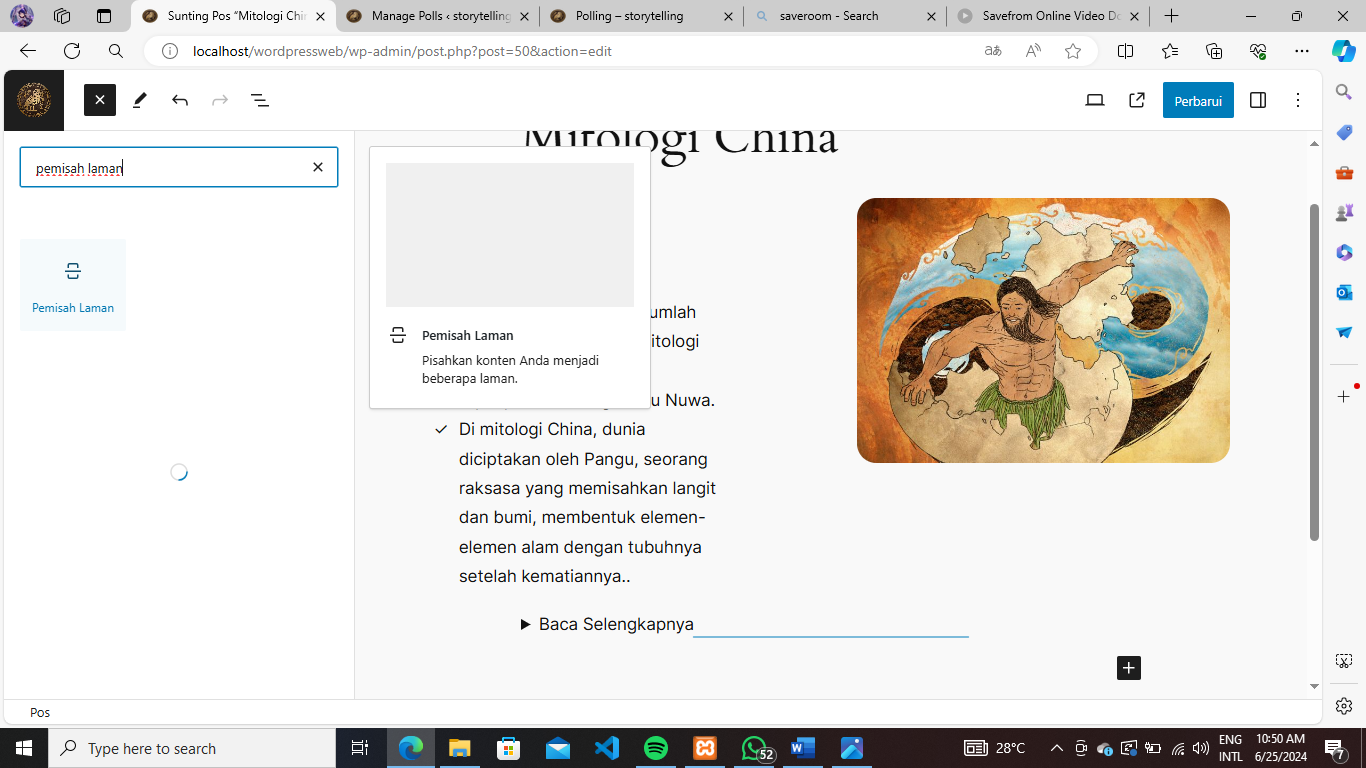 Sunting Pos “Mitologi Chi
Manage Polls ‹ storytelling
Polling – storytelling
saveroom - Search
Savefrom Online Video Do
localhost/wordpressweb/wp-admin/post.php?post=50&action=edit
Perbarui
Mitologi China
pemisah laman
Pemisah Laman
Pemisah Laman
Pisahkan konten Anda menjadi
beberapa laman.
umlah
itologi
u Nuwa.
Di mitologi China, dunia
diciptakan oleh Pangu, seorang
raksasa yang memisahkan langit
dan bumi, membentuk elemen-
elemen alam dengan tubuhnya
setelah kematiannya..
Baca Selengkapnya
Pos
Type here to search
52
28°C
ENG
INTL
10:50 AM
6/25/2024
7